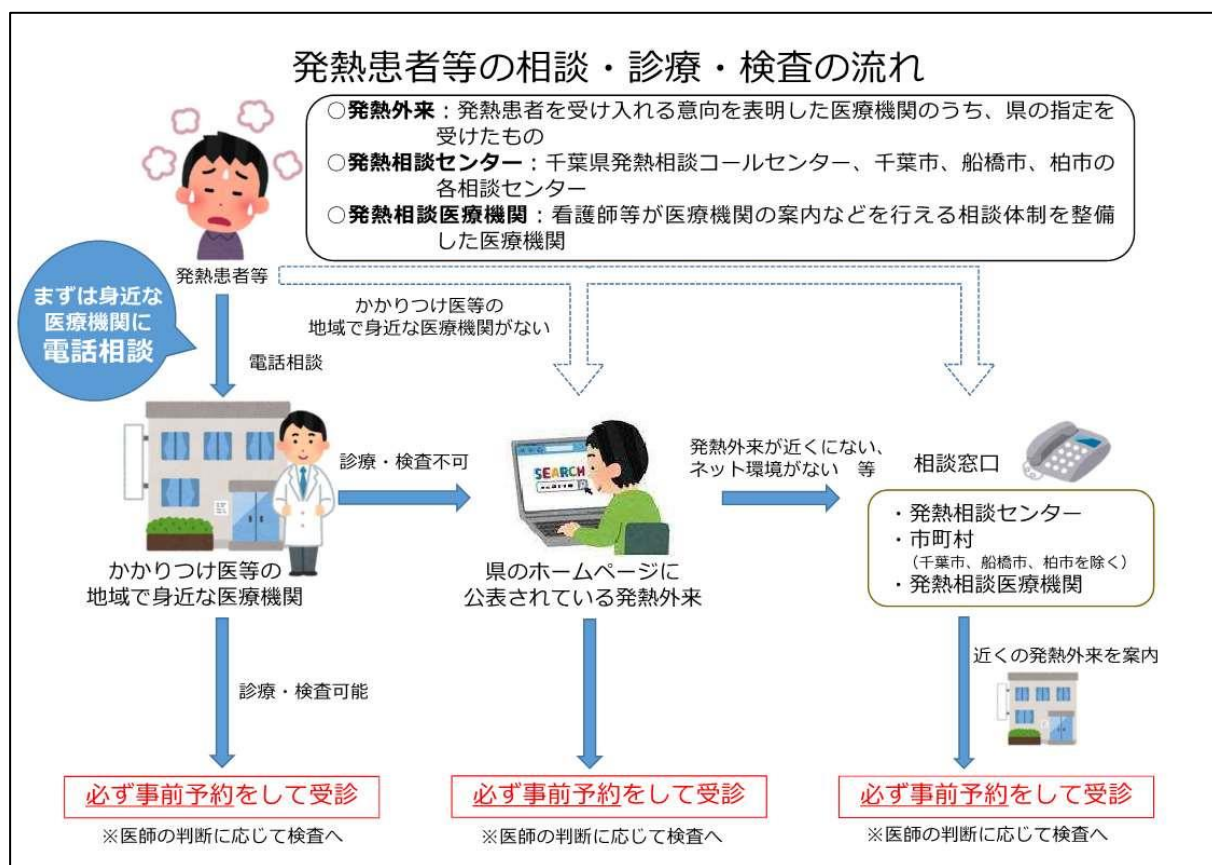 発熱患者等の相談・診療・検査の流れ
○発熱外来：発熱患者を受け入れる意向を表明した医療機関のうち、県の指定を
受けたもの
○発熱相談センター：千葉県発熱相談コールセンター、千葉市、船橋市、柏市の
各相談センター
○発熱相談医療機関：看護師等が医療機関の案内などを行える相談体制を整備
した医療機関
発熱患者等
まずは身近な
医療機関に
電話相談
かかりつけ医等の
地域で身近な医療機関がない
電話相談
診療・検査不可
SEARCH
発熱外来が近くにない、
ネット環境がない　等
相談窓口
・発熱相談センター
・市町村
（千葉市、船橋市、柏市を除く）
・発熱相談医療機関
かかりつけ医等の
地域で身近な医療機関
県のホームページに
公表されている発熱外来
診療・検査可能
近くの発熱外来を案内
必ず事前予約をして受診
※医師の判断に応じて検査へ
必ず事前予約をして受診
※医師の判断に応じて検査へ
必ず事前予約をして受診
※医師の判断に応じて検査へ